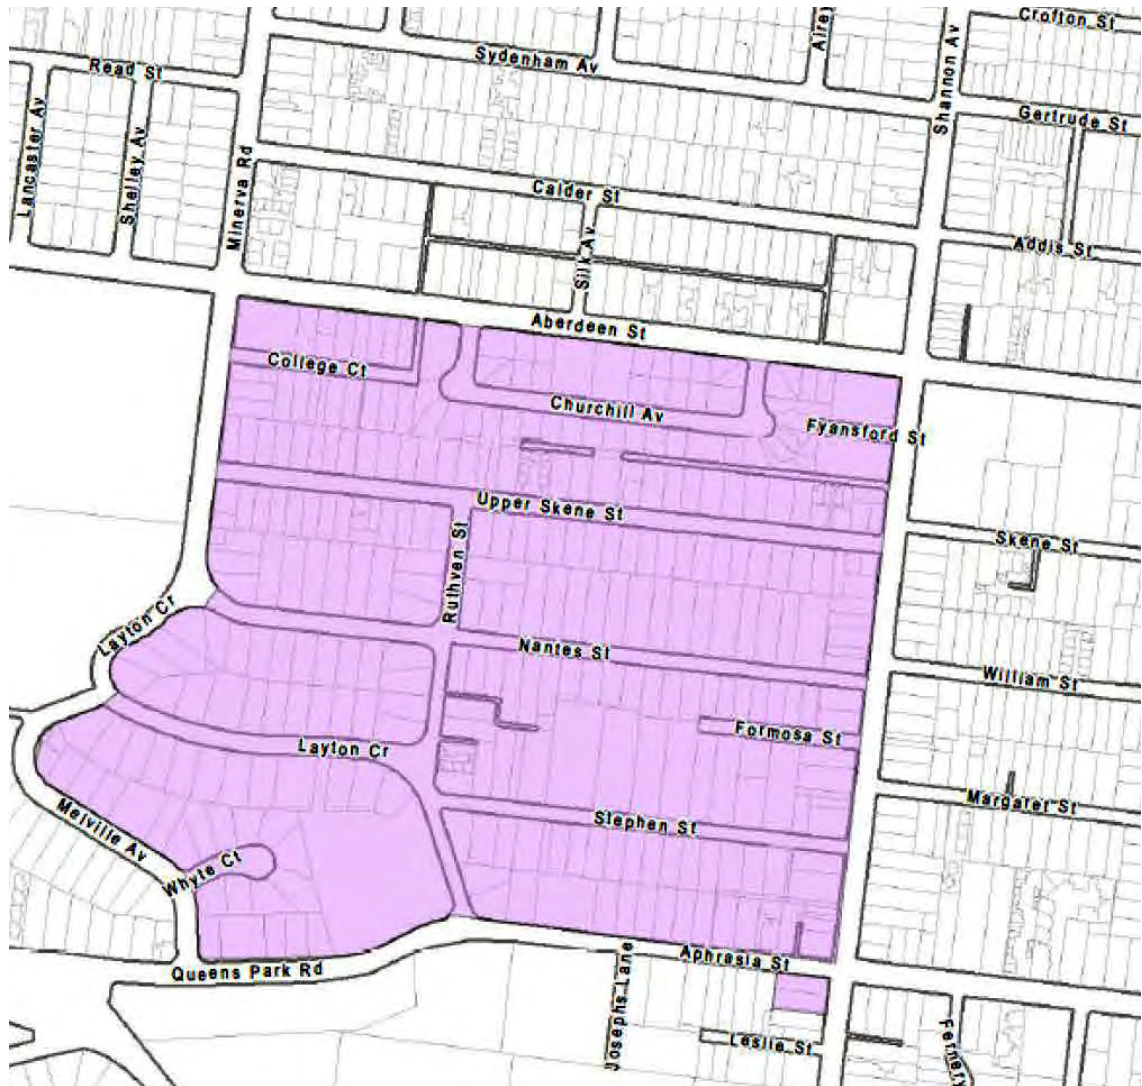 Crofton St
Alrey
Shannon Av
Sydenham Av
Read St
Gertrude St
Lancaster Av
Shelley Av
Minerva Rd
Calder St
Silk Av
Addis St
Aberdeen St
College Ct
Churchill Av
Fyansford St
Upper Skene St
Ruthven St
Skene St
Layton Cr
Nantes St
William St
Formosa St
Layton Cr
Margaret St
Stephen St
Melville Av
Whyte Ct
Aphrasia St
Queens Park Rd
Josephs Lane
Leslie St